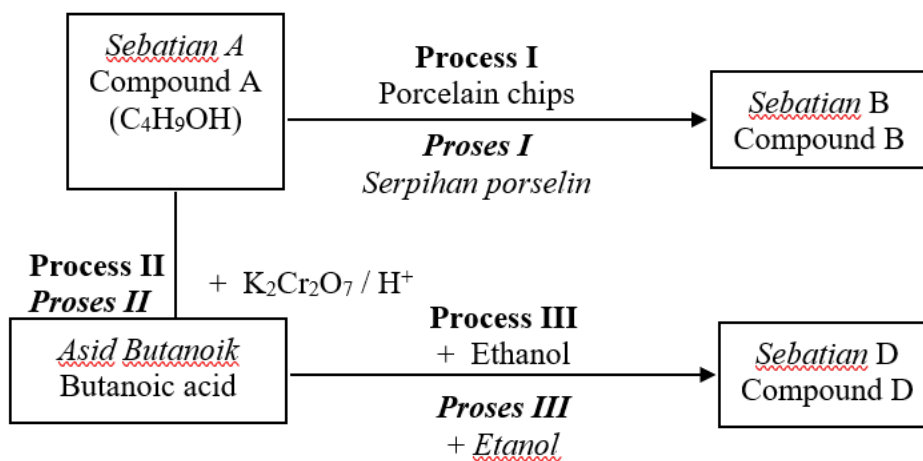 Sebatian A
Compound A
(C₄H₉OH)
Process I
Porcelain chips
Proses I
Serpihan porselin
Sebatian B
Compound B
Process II
Proses II
+ K₂Cr₂O₇ / H⁺
Asid Butanoik
Butanoic acid
Process III
+ Ethanol
Proses III
+ Etanol
Sebatian D
Compound D